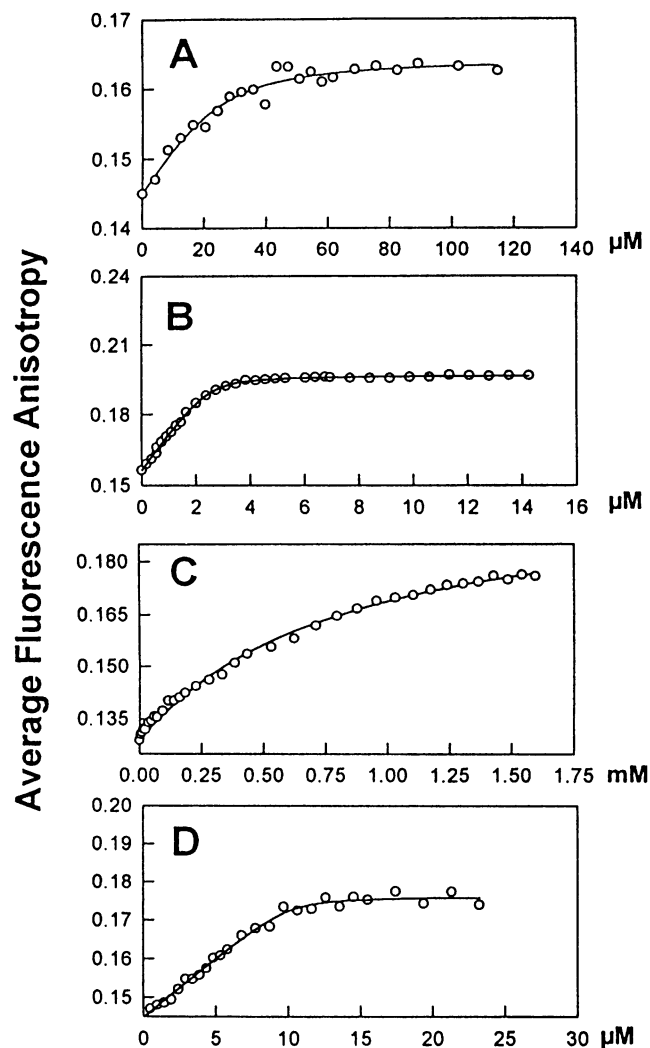 Average Fluorescence Anisotropy
A
0.17
0.16
0.15
0.14
0 20 40 60 80 100 120 140 µM
B
0.24
0.21
0.18
0.15
0 2 4 6 8 10 12 14 16 µM
C
0.180
0.165
0.150
0.135
0.00 0.25 0.50 0.75 1.00 1.25 1.50 1.75 mM
D
0.20
0.19
0.18
0.17
0.16
0.15
0 5 10 15 20 25 30 µM